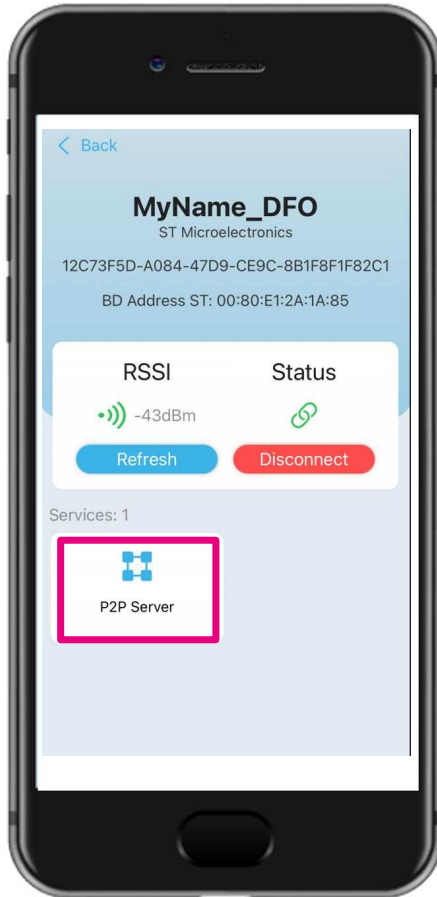 Back
MyName_DFO
ST Microelectronics
12C73F5D-A084-47D9-CE9C-8B1F8F1F82C1
BD Address ST: 00:80:E1:2A:1A:85
RSSI Status
-43dBm
Refresh Disconnect
Services: 1
P2P Server